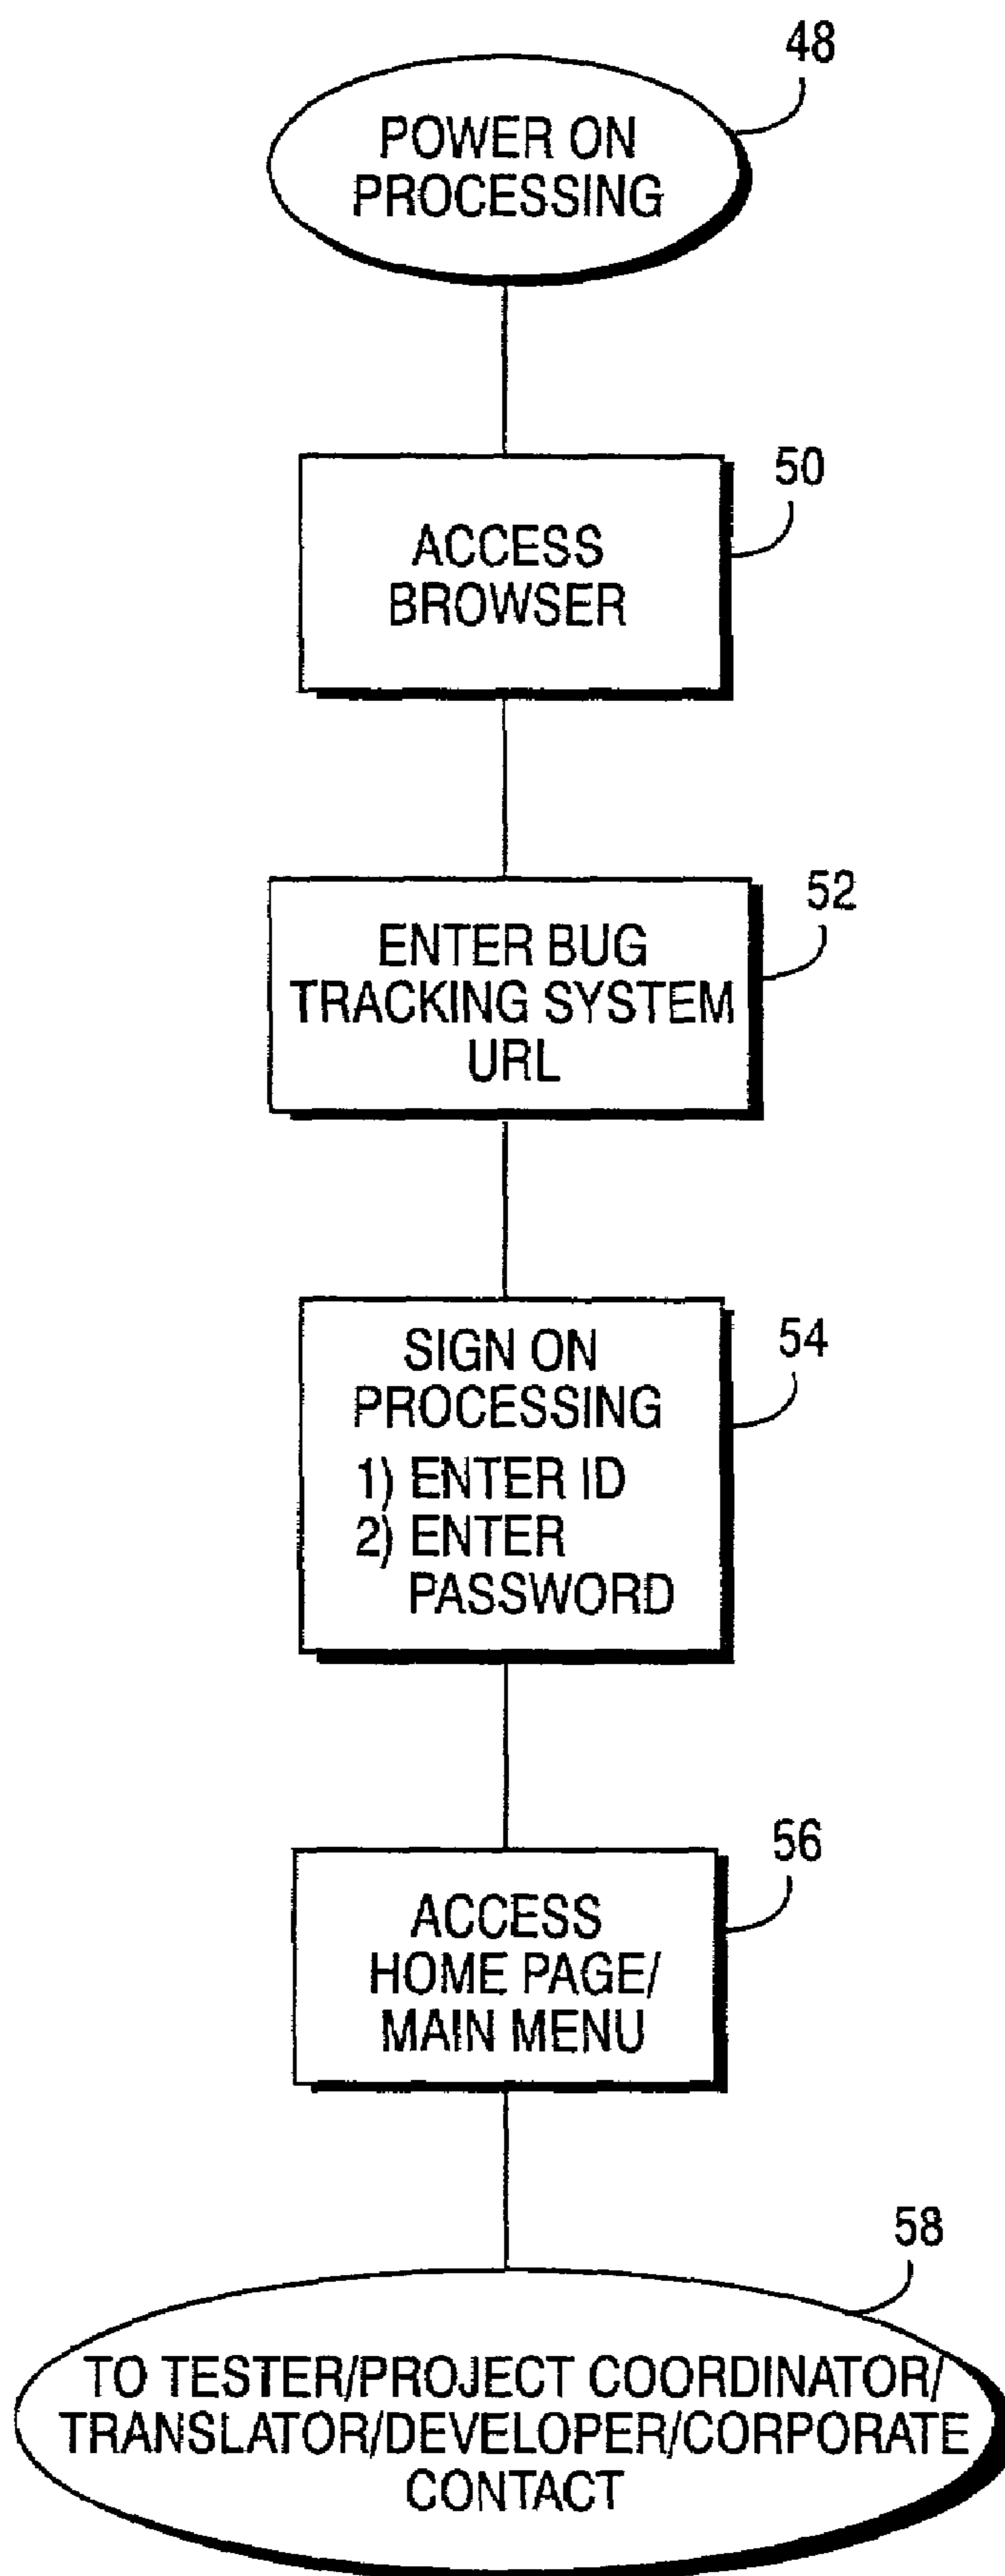 48
POWER ON
PROCESSING
50
ACCESS
BROWSER
52
ENTER BUG
TRACKING SYSTEM
URL
54
SIGN ON
PROCESSING
1) ENTER ID
2) ENTER
PASSWORD
56
ACCESS
HOME PAGE/
MAIN MENU
58
TO TESTER/PROJECT COORDINATOR/
TRANSLATOR/DEVELOPER/CORPORATE
CONTACT